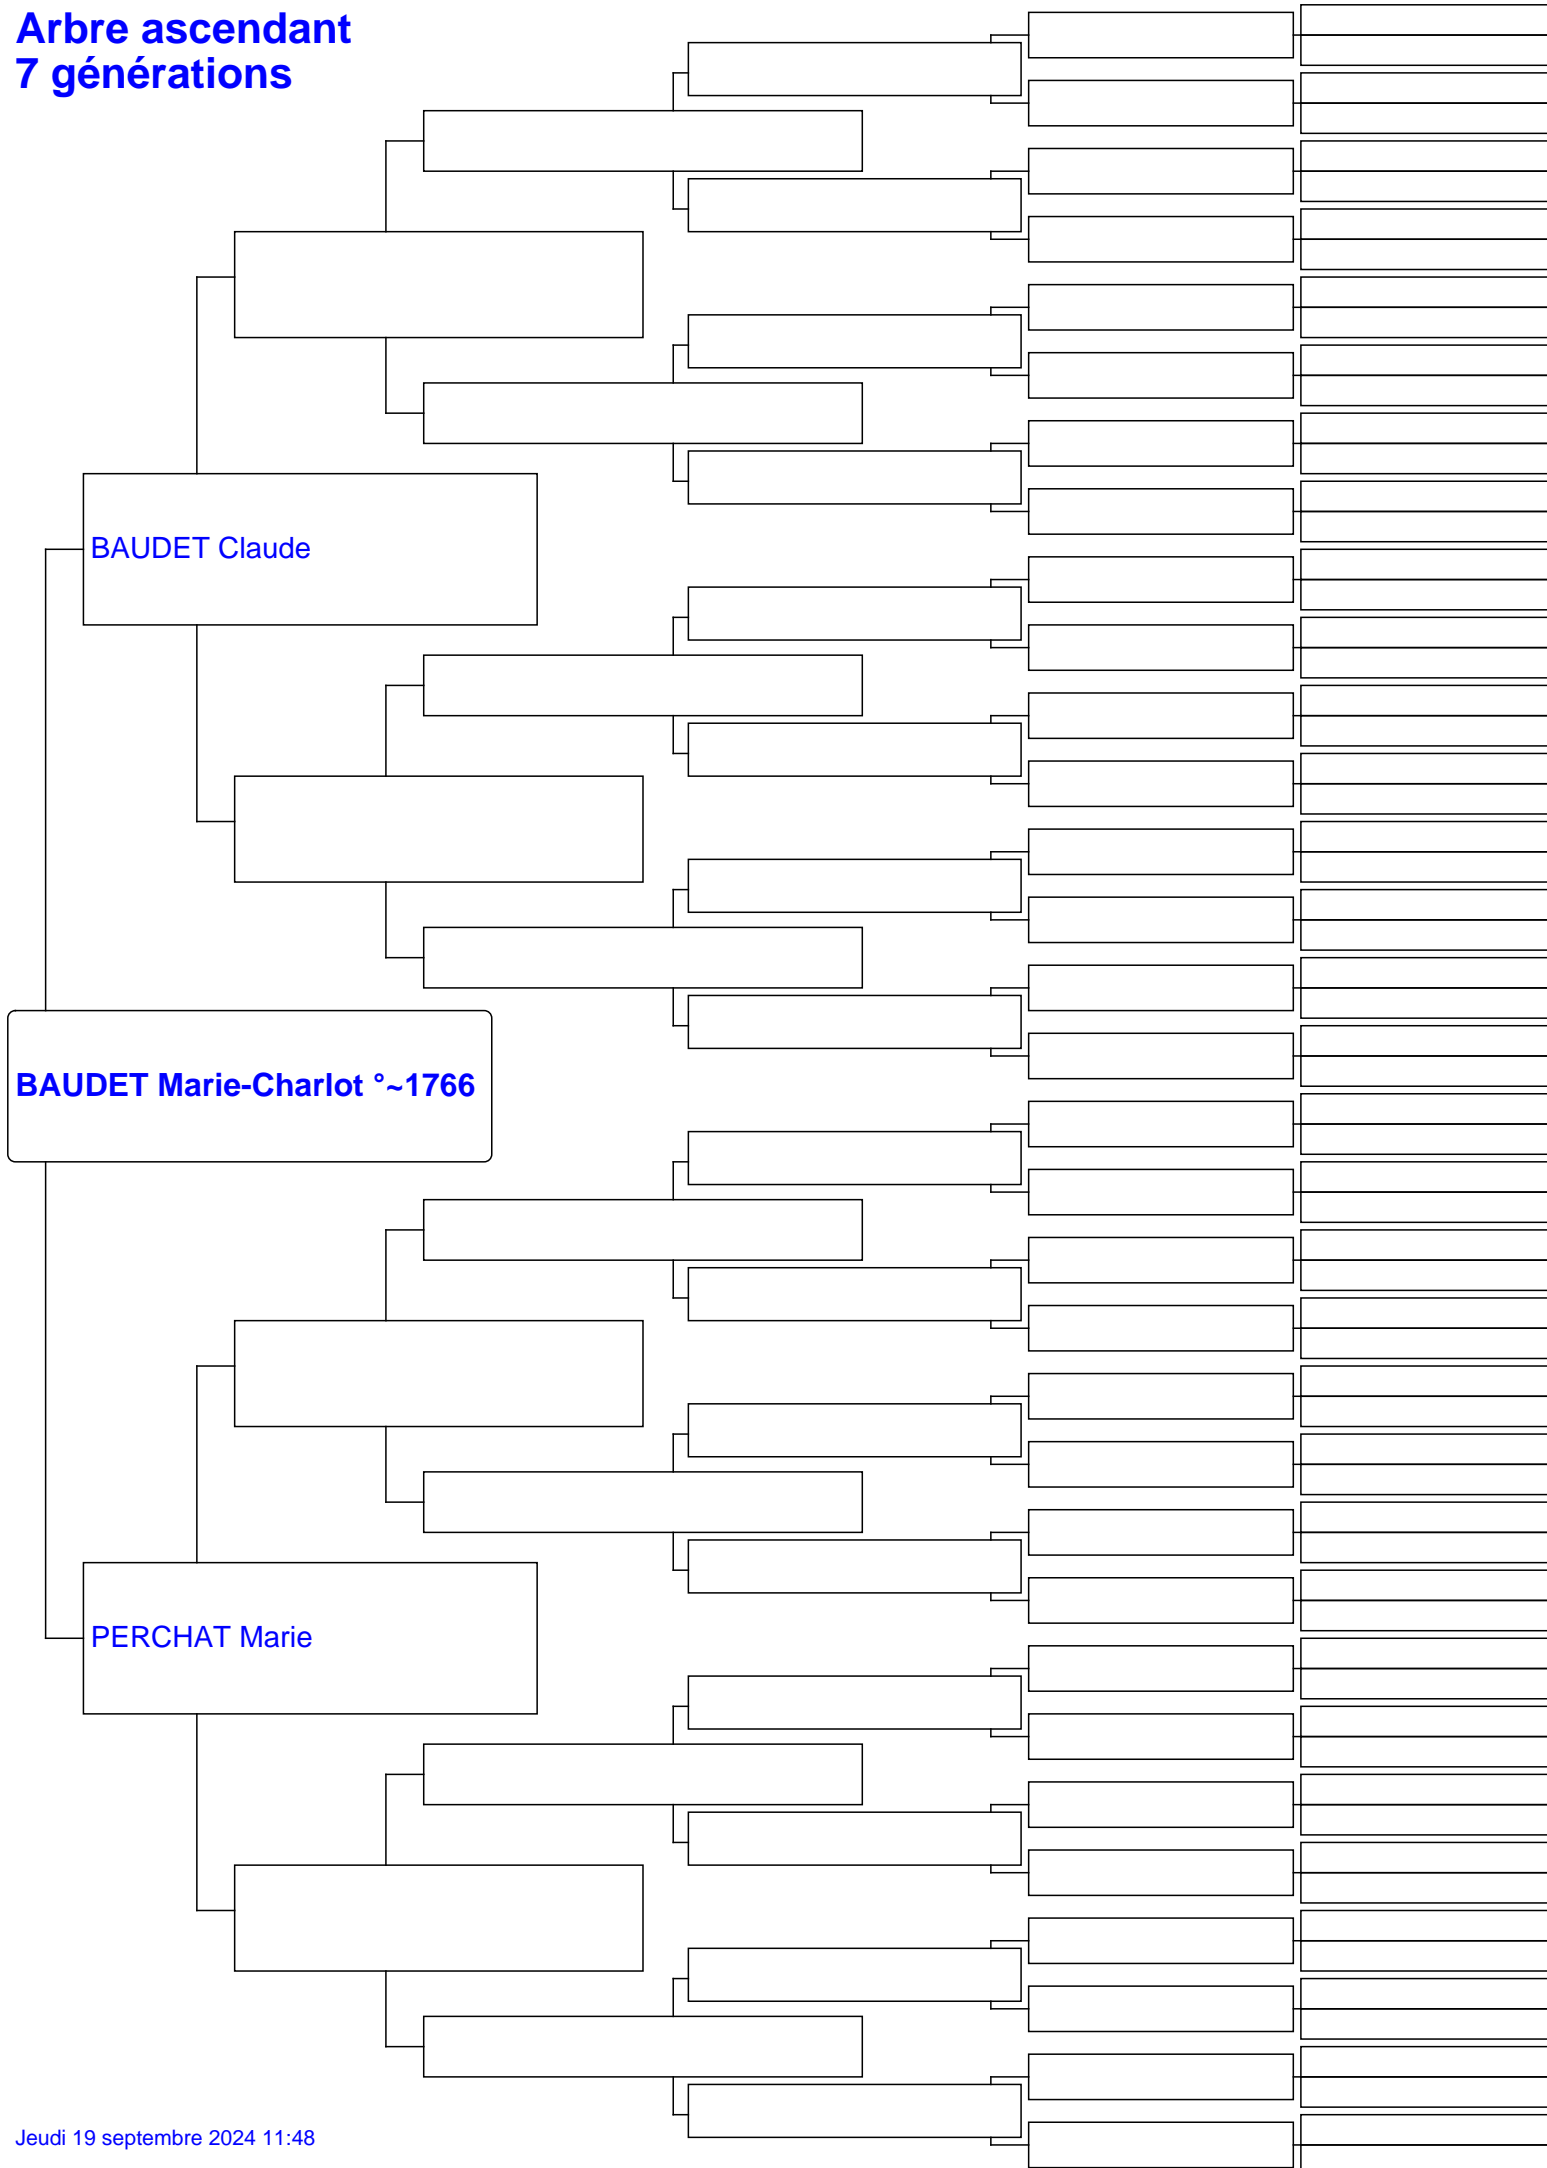 Arbre ascendant
7 générations
BAUDET Claude
BAUDET Marie-Charlot °~1766
PERCHAT Marie
Jeudi 19 septembre 2024 11:48